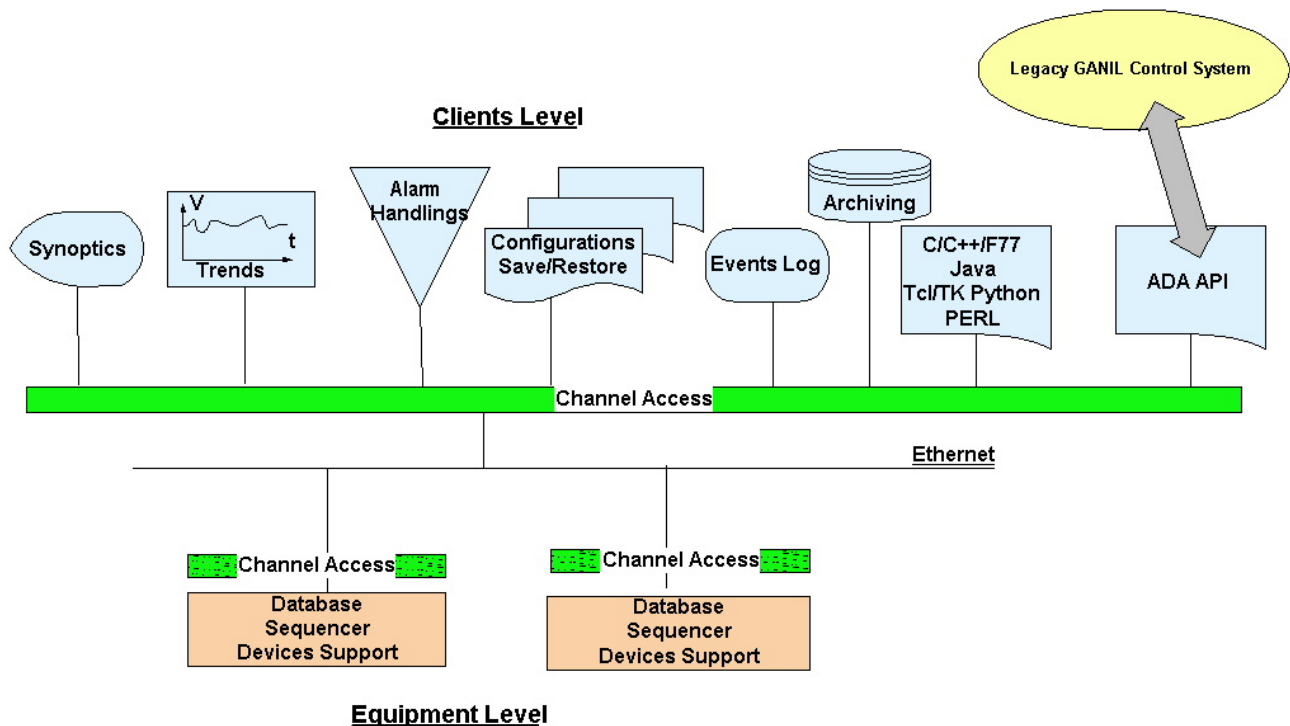 Legacy GANIL Control System
Clients Level
Synoptics
V
t
Trends
Alarm
Handlings
Configurations
Save/Restore
Events Log
Archiving
C/C++/F77
Java
Tcl/TK Python
PERL
ADA API
Channel Access
Ethernet
Channel Access
Database
Sequencer
Devices Support
Channel Access
Database
Sequencer
Devices Support
Equipment Level